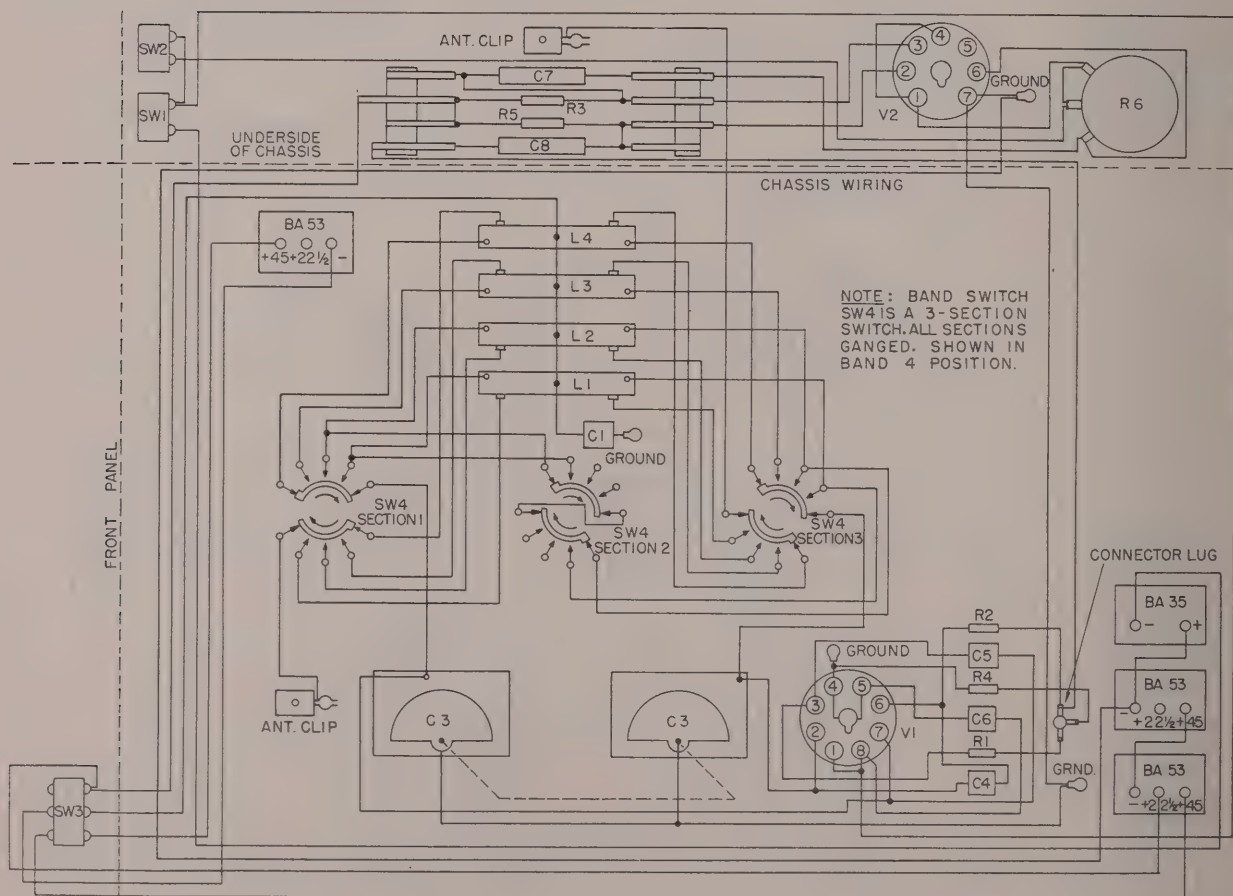 SW2
SW1
ANT. CLIP
C7
R3
R5
C8
4
3
5
2
6
1
7
V2
GROUND
R6
UNDERSIDE
OF CHASSIS
CHASSIS WIRING
BA 53
+45+22½ -
L4
L3
L2
L1
C1
GROUND
NOTE: BAND SWITCH
SW4 IS A 3-SECTION
SWITCH. ALL SECTIONS
GANGED. SHOWN IN
BAND 4 POSITION.
FRONT PANEL
SW4
SECTION 1
SW4
SECTION 2
SW4
SECTION 3
CONNECTOR LUG
BA 35
- +
BA 53
- +22½+45
BA 53
- +22½+45
R2
C5
R4
C6
R1
C4
GROUND
4
5
3
6
2
7
1
8
V1
GRND.
ANT. CLIP
C3
C3
SW3